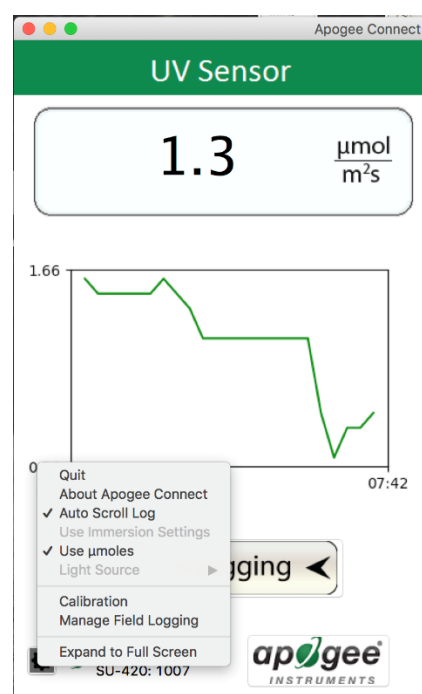 Apogee Connect
UV Sensor
1.3 µmol
m²s
1.66
07:42
Quit
About Apogee Connect
✓ Auto Scroll Log
Use Immersion Settings
✓ Use µmoles
Light Source
Calibration
Manage Field Logging
Expand to Full Screen
SU-420: 1007
apogee
INSTRUMENTS